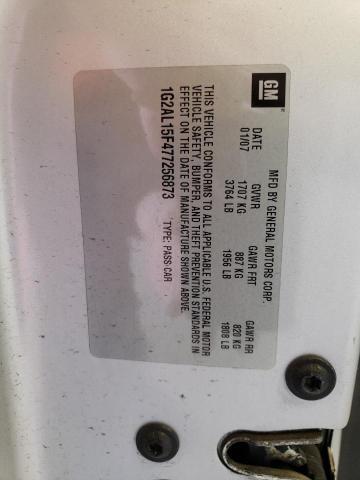 GM
MFD BY GENERAL MOTORS CORP.
DATE GVWR GAWR FRT GAWR RR
01/07 1707 KG 887 KG 820 KG
3764 LB 1956 LB 1808 LB
THIS VEHICLE CONFORMS TO ALL APPLICABLE U.S. FEDERAL MOTOR
VEHICLE SAFETY, BUMPER, AND THEFT PREVENTION STANDARDS IN
EFFECT ON THE DATE OF MANUFACTURE SHOWN ABOVE.
1G2AL15F477256873 TYPE: PASS CAR